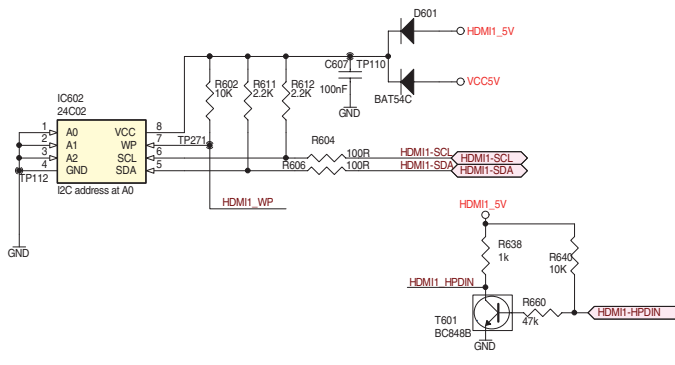 D601
HDMI1_5V
C607
TP110
R602
10K
R611
2.2K
R612
2.2K
100nF
BAT54C
VCC5V
GND
IC602
24C02
1 A0 VCC 8
2 A1 WP 7
3 A2 SCL 6
4 GND SDA 5
TP271
TP112
I2C address at A0
R604
100R
HDMI1-SCL
HDMI1-SCL
R606
100R
HDMI1-SDA
HDMI1-SDA
HDMI1_WP
GND
HDMI1_5V
R638
1k
R640
10K
HDMI1_HPDIN
R660
47k
HDMI1-HPDIN
T601
BC848B
GND